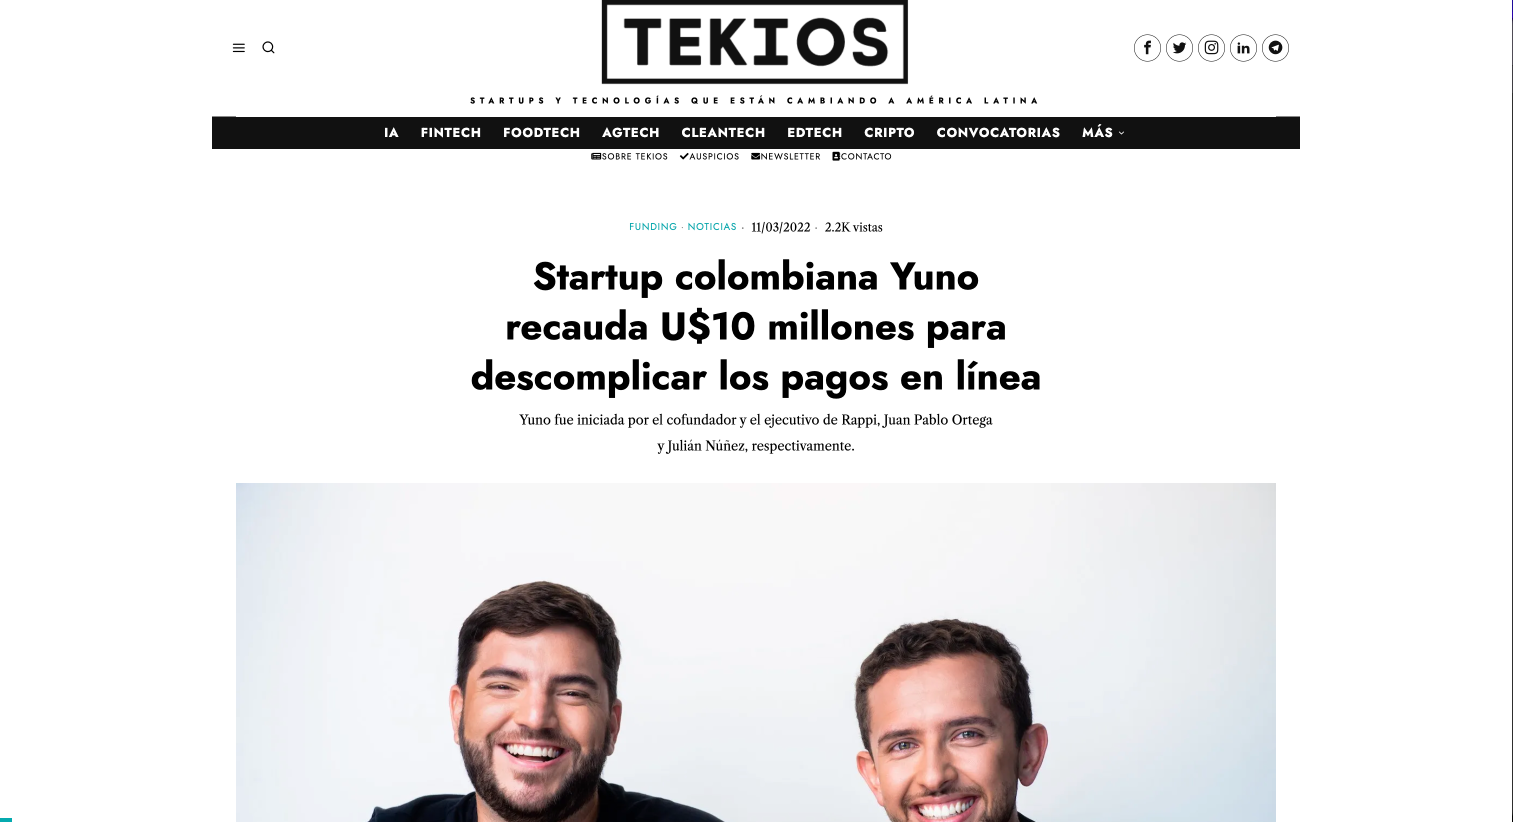 TEKIOS
STARTUPS Y TECNOLOGÍAS QUE ESTÁN CAMBIANDO A AMÉRICA LATINA
IA FINTECH FOODTECH AGTECH CLEANTECH EDTECH CRIPTO CONVOCATORIAS MÁS
SOBRE TEKIOS AUSPICIOS NEWSLETTER CONTACTO
FUNDING · NOTICIAS · 11/03/2022 · 2.2K vistas
Startup colombiana Yuno
recauda U$10 millones para
descomplicar los pagos en línea
Yuno fue iniciada por el cofundador y el ejecutivo de Rappi, Juan Pablo Ortega
y Julián Núñez, respectivamente.